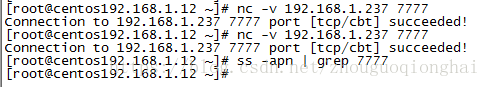 [root@centos192.168.1.12 ~]# nc -v 192.168.1.237 7777
Connection to 192.168.1.237 7777 port [tcp/cbt] succeeded!
[root@centos192.168.1.12 ~]# nc -v 192.168.1.237 7777
Connection to 192.168.1.237 7777 port [tcp/cbt] succeeded!
[root@centos192.168.1.12 ~]# ss -apn | grep 7777
[root@centos192.168.1.12 ~]#